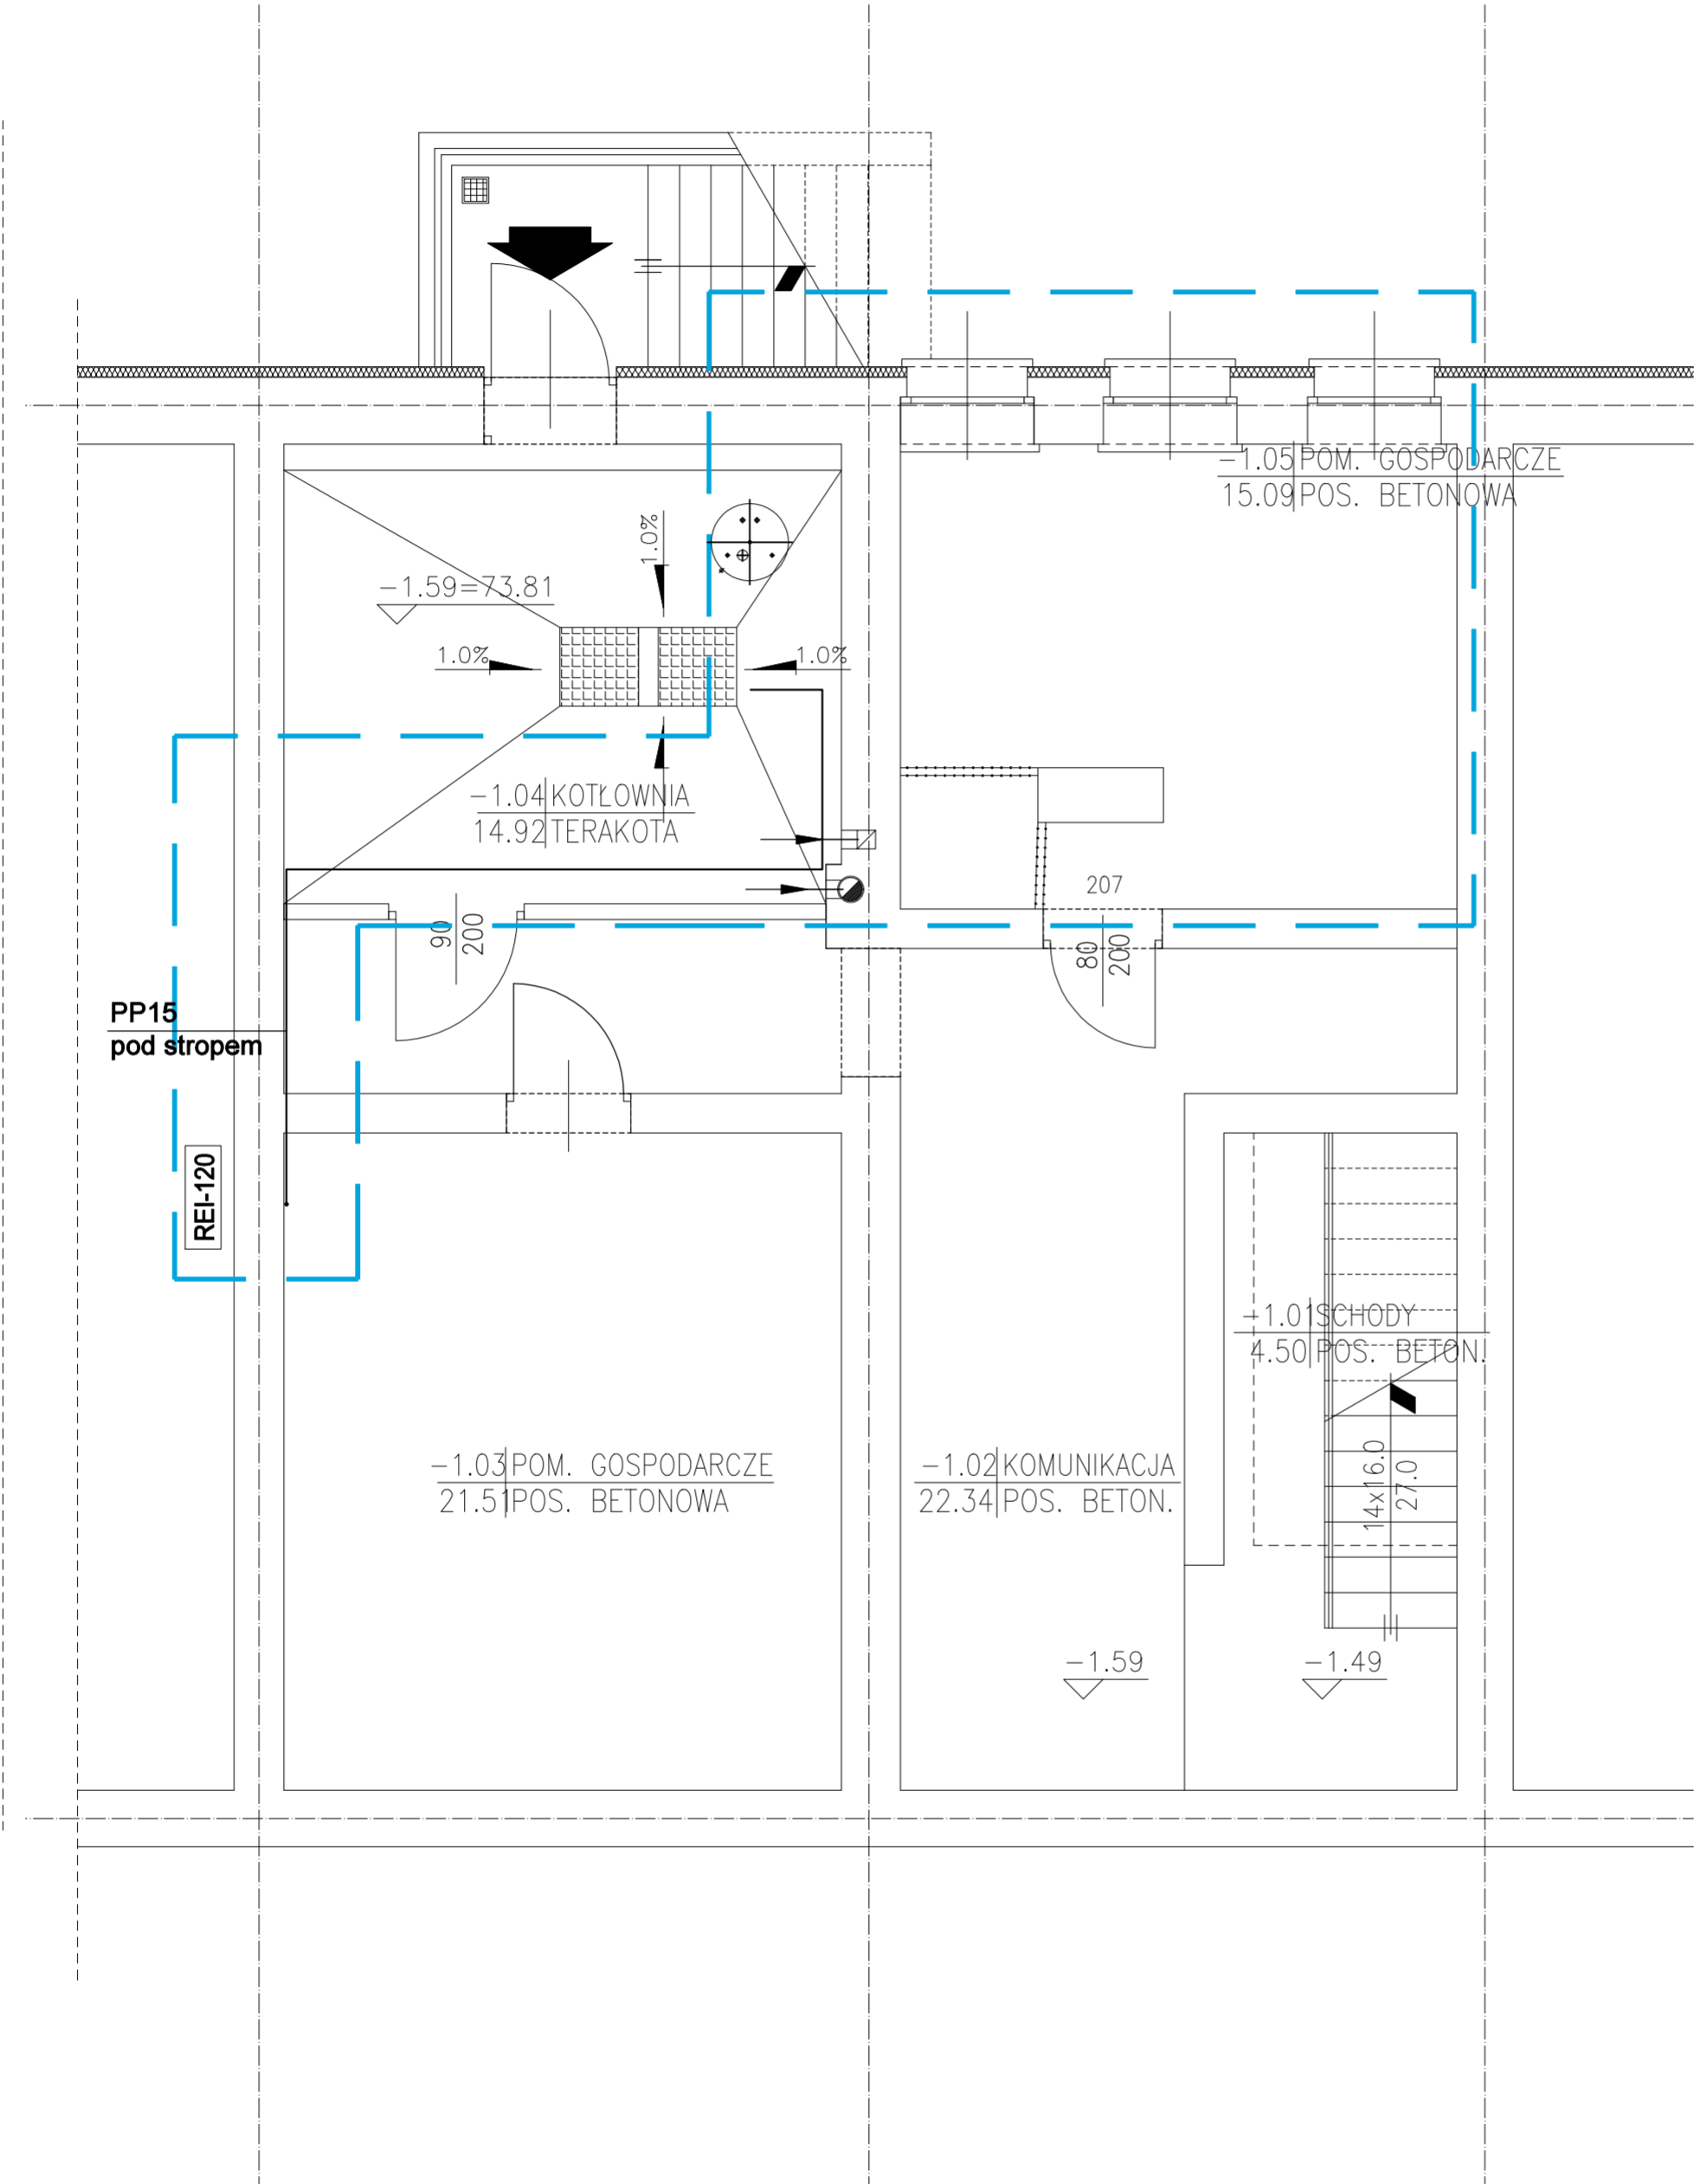 -1.05 POM. GOSPODARCZE
15.09 POS. BETONOWA
1.0%
-1.59=73.81
1.0%
1.0%
-1.04 KOTŁOWNIA
14.92 TERAKOTA
207
90
200
80
200
PP15
pod stropem
REI-120
-1.01 SCHODY
4.50 POS. BETON.
-1.03 POM. GOSPODARCZE
21.51 POS. BETONOWA
-1.02 KOMUNIKACJA
22.34 POS. BETON.
14x16.0
27.0
-1.59
-1.49